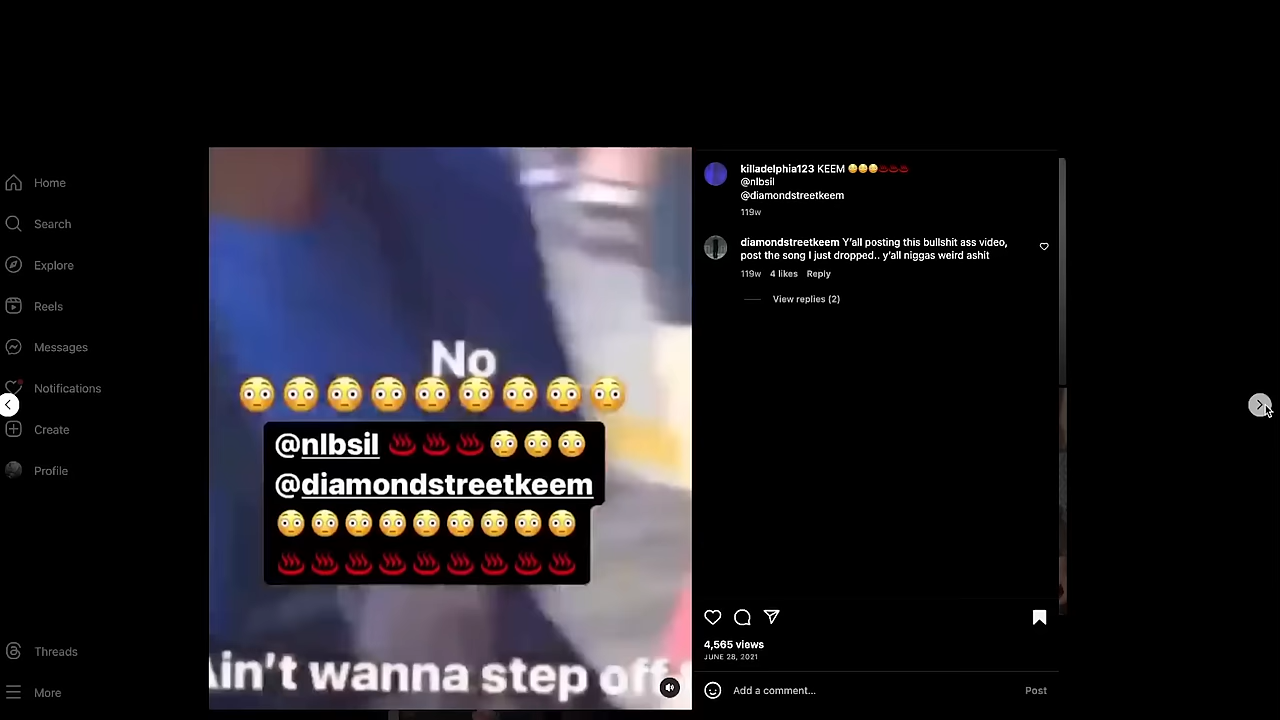 Home
Search
Explore
Reels
Messages
Notifications
Create
Profile
Threads
More
No
@nlbsil
@diamondstreetkeem
Ain't wanna step off
killadelphia123 KEEM
@nlbsil
@diamondstreetkeem
119w
diamondstreetkeem Y'all posting this bullshit ass video,
post the song I just dropped.. y'all niggas weird ashit
119w 4 likes Reply
View replies (2)
4,565 views
JUNE 28, 2021
Add a comment...
Post